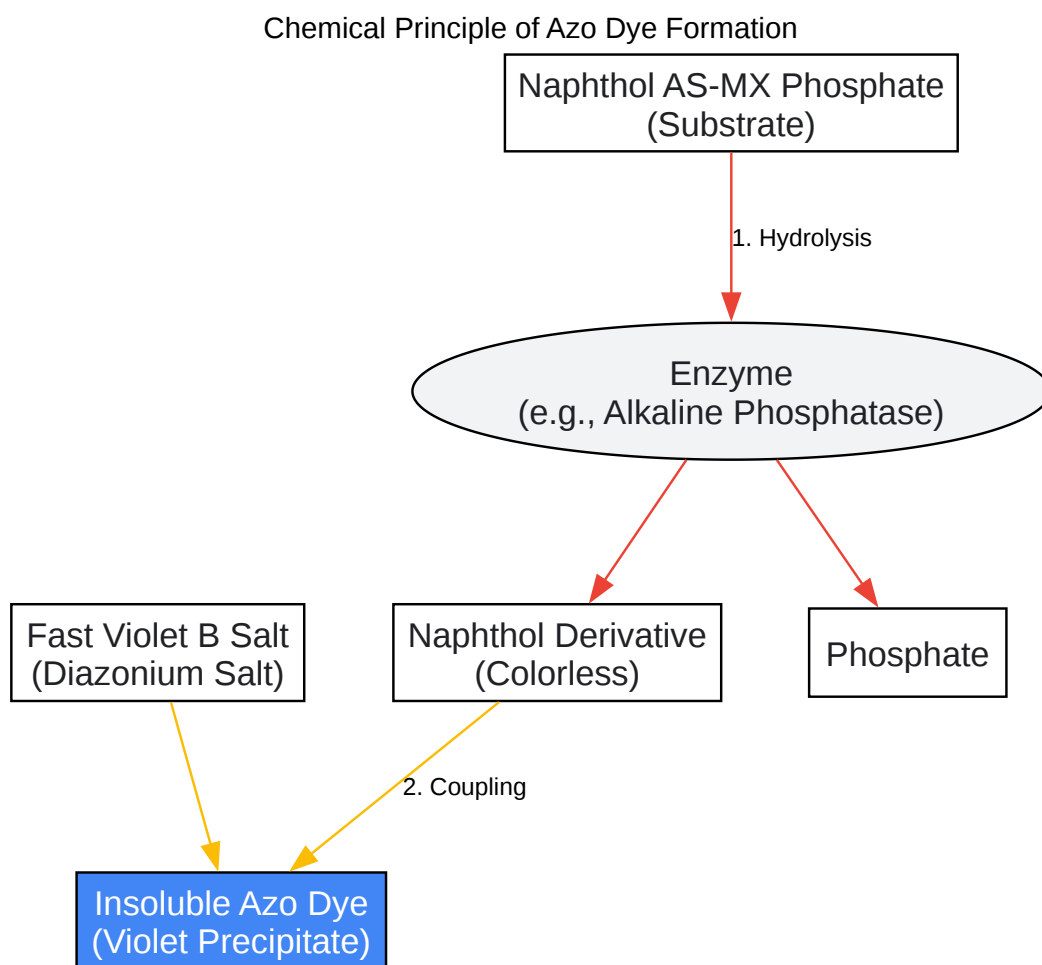 Chemical Principle of Azo Dye Formation
Naphthol AS-MX Phosphate
(Substrate)
1. Hydrolysis
Enzyme
(e.g., Alkaline Phosphatase)
Fast Violet B Salt
(Diazonium Salt)
Naphthol Derivative
(Colorless)
Phosphate
2. Coupling
Insoluble Azo Dye
(Violet Precipitate)